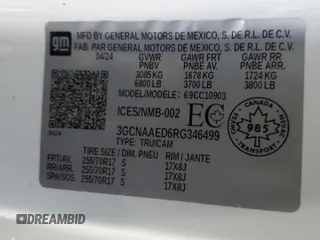 gm
MFD BY GENERAL MOTORS DE MEXICO, S. DE R.L. DE C.V.
FAB. PAR GENERAL MOTORS DE MEXICO, S. DE R.L. DE C.V.
04/24 GVWR GAWR FRT GAWR RR
PNBV PNBE AV. PNBE ARR.
3085 KG 1678 KG 1724 KG
6800 LB 3700 LB 3800 LB
MODEL/MODELE: 69CC10903
ICES/NMB-002 EC
CANADA
985
TRANSPORT
3GCNAAED6RG346499
TYPE: TRU/CAM
TIRE SIZE / DIM. PNEU RIM / JANTE
FRT/AV. 255/70R17 S 17X8J
RR/ARR. 255/70R17 S 17X8J
SPA/SOS 255/70R17 S 17X8J
DREAMBID